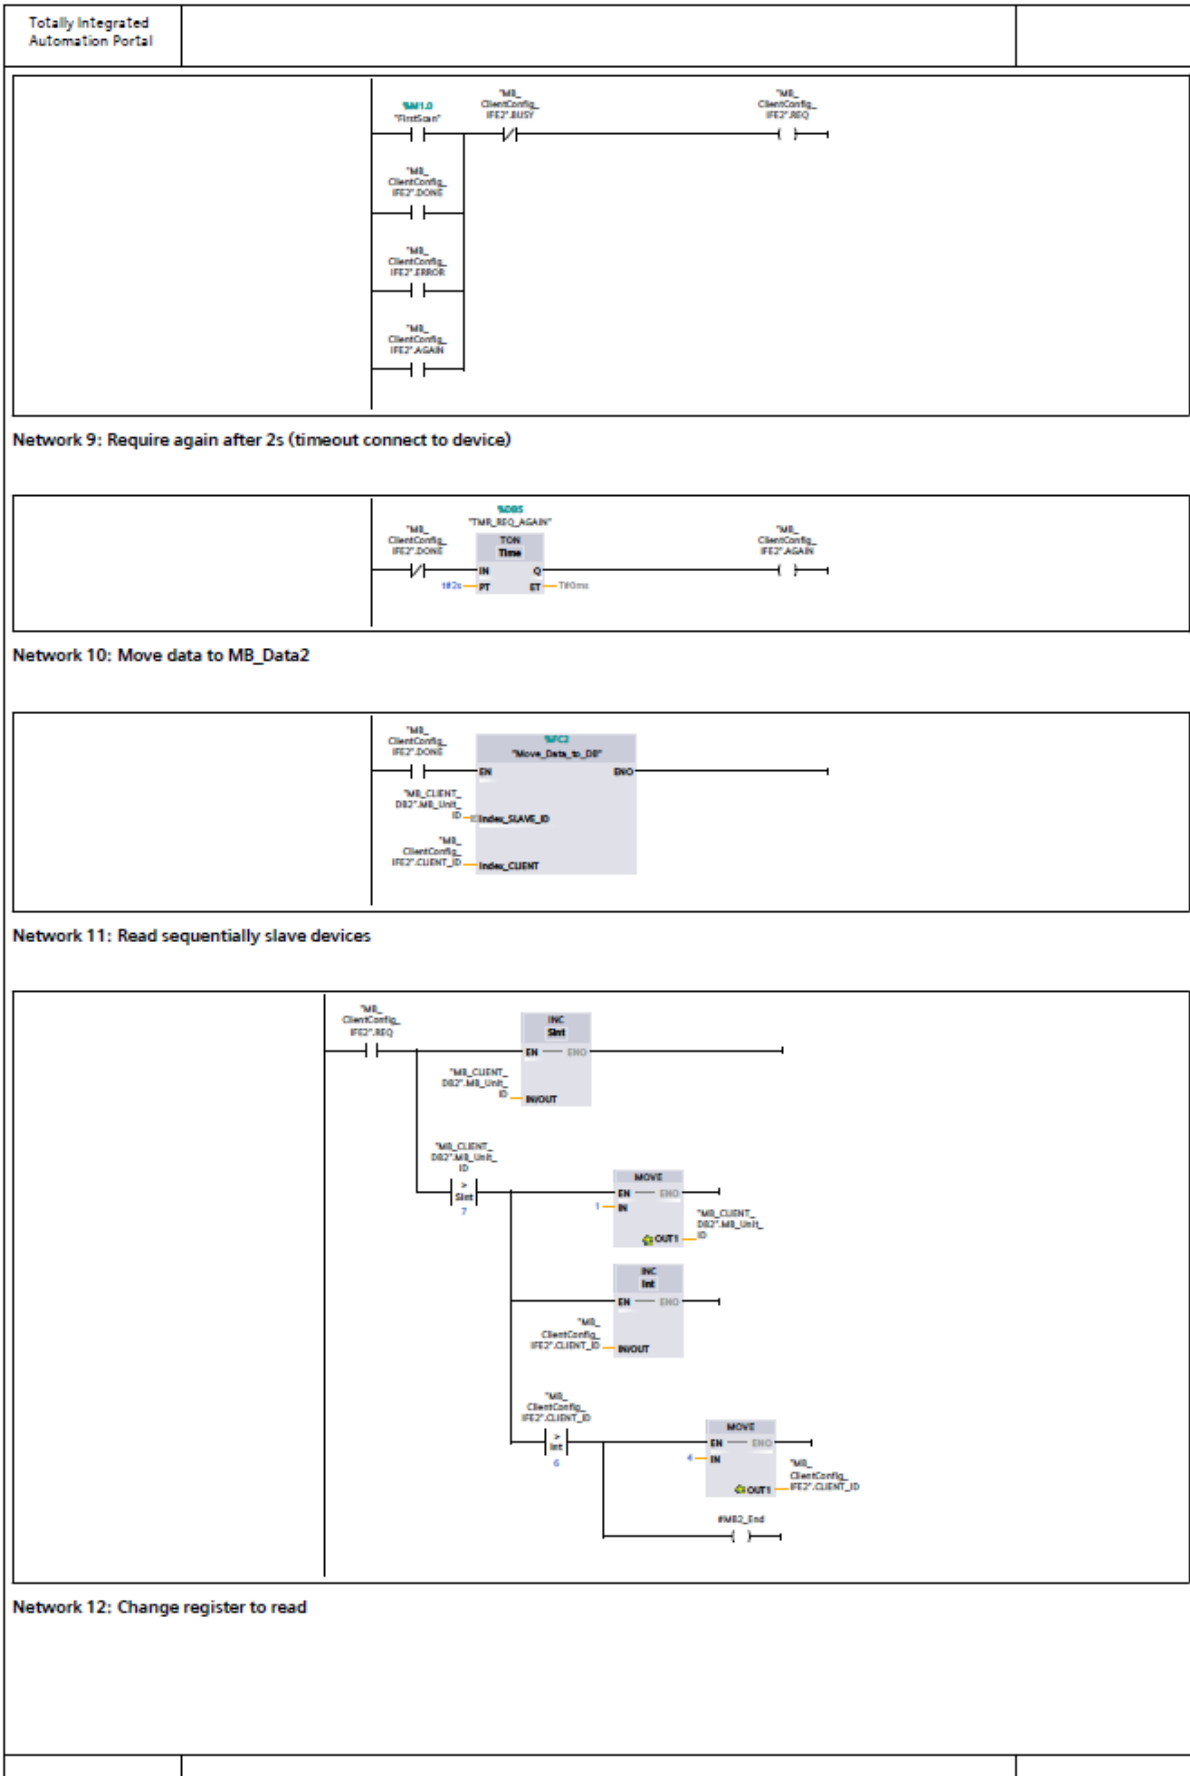 Totally Integrated
Automation Portal
%M1.0
"FirstScan"
"MB_
ClientConfig_
IFE2".BUSY
"MB_
ClientConfig_
IFE2".REQ
"MB_
ClientConfig_
IFE2".DONE
"MB_
ClientConfig_
IFE2".ERROR
"MB_
ClientConfig_
IFE2".AGAIN
Network 9: Require again after 2s (timeout connect to device)
%DB5
"TMR_REQ_AGAIN"
"MB_
ClientConfig_
IFE2".DONE
TON
Time
IN Q
t#2s PT ET T#0ms
"MB_
ClientConfig_
IFE2".AGAIN
Network 10: Move data to MB_Data2
"MB_
ClientConfig_
IFE2".DONE
%FC2
"Move_Data_to_DB"
EN ENO
"MB_CLIENT_
DB2".MB_Unit_
ID
Index_SLAVE_ID
"MB_
ClientConfig_
IFE2".CLIENT_ID
Index_CLIENT
Network 11: Read sequentially slave devices
"MB_
ClientConfig_
IFE2".REQ
INC
SInt
EN ENO
"MB_CLIENT_
DB2".MB_Unit_
ID
IN/OUT
"MB_CLIENT_
DB2".MB_Unit_
ID
>
SInt
7
MOVE
EN ENO
1 IN
OUT1
"MB_CLIENT_
DB2".MB_Unit_
ID
INC
Int
EN ENO
"MB_
ClientConfig_
IFE2".CLIENT_ID
IN/OUT
"MB_
ClientConfig_
IFE2".CLIENT_ID
>
Int
6
MOVE
EN ENO
4 IN
OUT1
"MB_
ClientConfig_
IFE2".CLIENT_ID
#MB2_End
Network 12: Change register to read